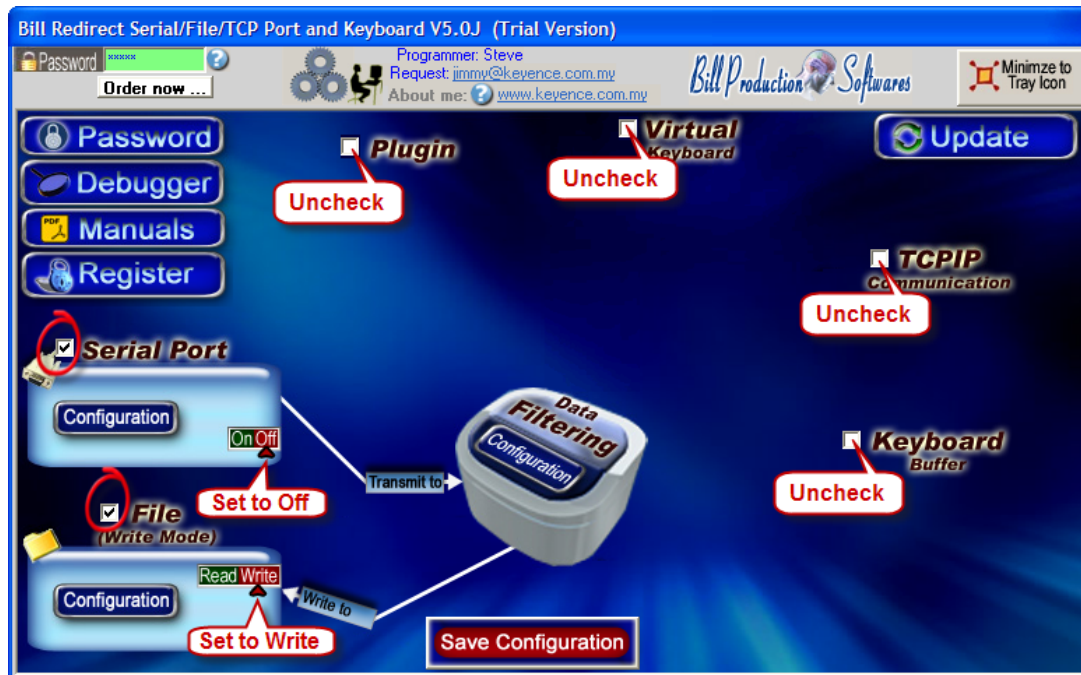 Bill Redirect Serial/File/TCP Port and Keyboard V5.0J (Trial Version)
Password ***** ?
Order now ...
Programmer: Steve
Request: jimmy@keyence.com.my
About me: ? www.keyence.com.my
Bill Production Softwares
Minimze to
Tray Icon
Password
Debugger
PDF Manuals
Register
Plugin
Uncheck
Virtual
Keyboard
Uncheck
Update
TCPIP
Communication
Uncheck
Serial Port
Configuration
On Off
Set to Off
Transmit to
Data
Filtering
Configuration
Keyboard
Buffer
Uncheck
File
(Write Mode)
Configuration
Read Write
Set to Write
Write to
Save Configuration